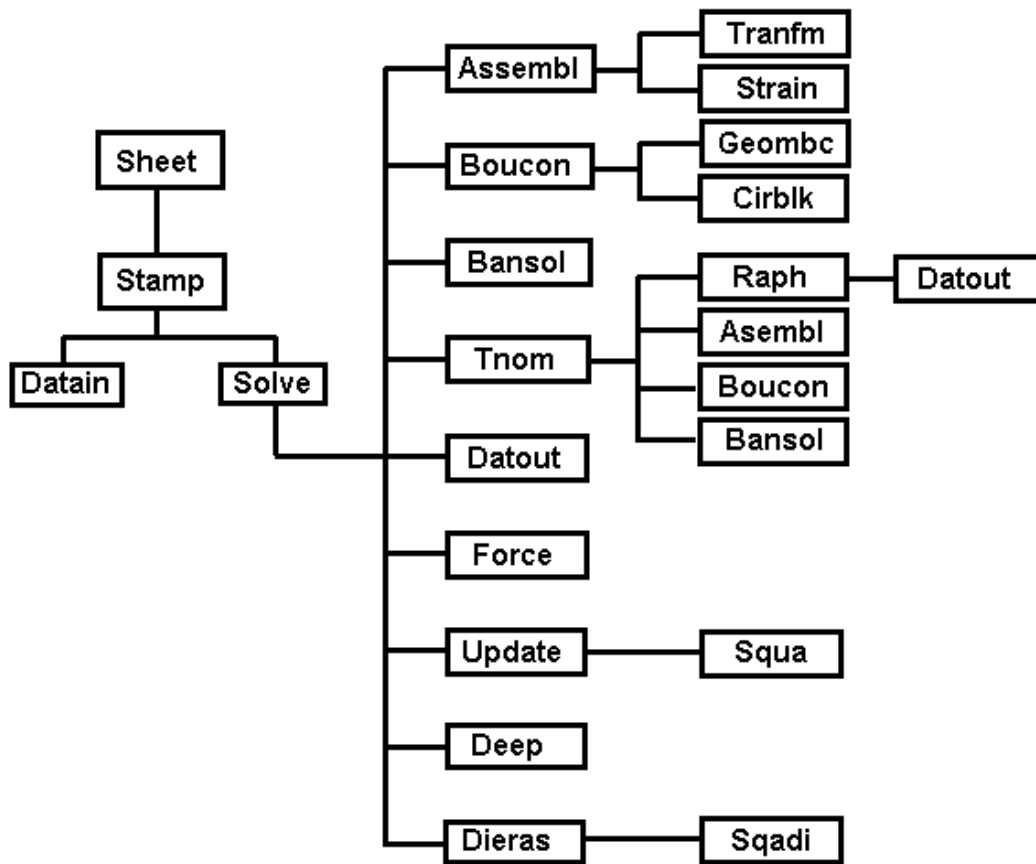 Sheet
Stamp
Datain
Solve
Assembl
Tranfm
Strain
Boucon
Geombc
Cirblk
Bansol
Tnom
Raph
Datout
Asembl
Boucon
Bansol
Datout
Force
Update
Squa
Deep
Dieras
Sqadi